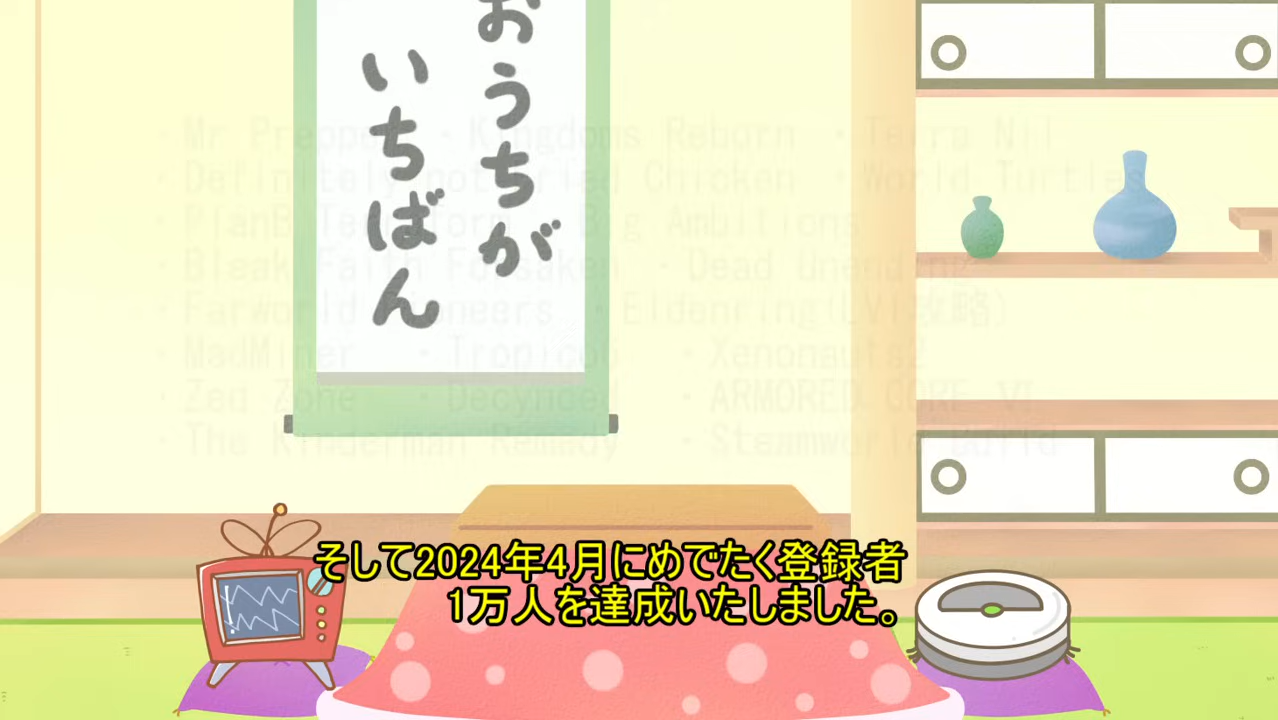 おうちが
いちばん
・Mr Prepper ・Kingdoms Reborn ・Terra Nil
・Definitely not Fried Chicken ・World Turtles
・PlanB Terraform ・Big Ambitions
・Bleak Faith Forsaken ・Dead Unending
・Farworld Pioneers ・Eldenring(LV1攻略)
・MadMiner ・Tropico6 ・Xenonauts2
・Zed Zone ・Decynded ・ARMORED CORE Ⅵ
・The Kinderman Remedy ・Steamworld Build
そして2024年4月にめでたく登録者
1万人を達成いたしました。